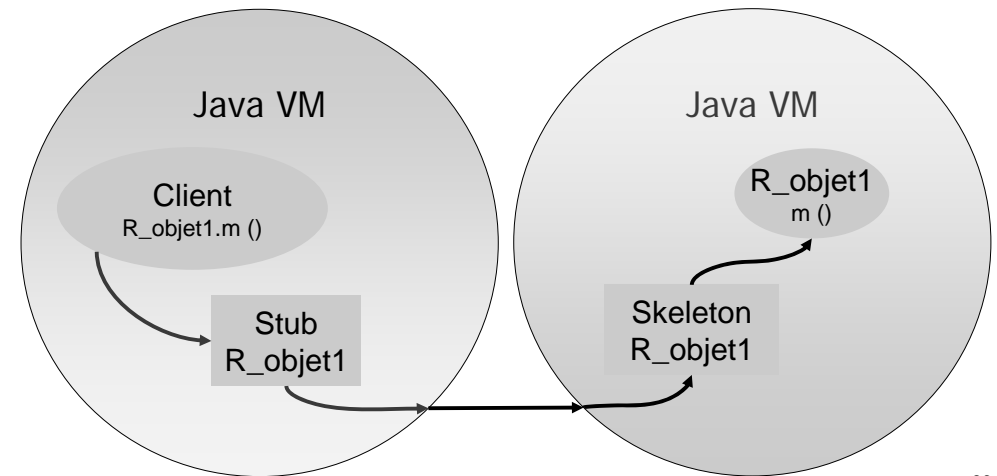 Java VM
Client
R_objet1.m ()
Stub
R_objet1
Java VM
R_objet1
m ()
Skeleton
R_objet1